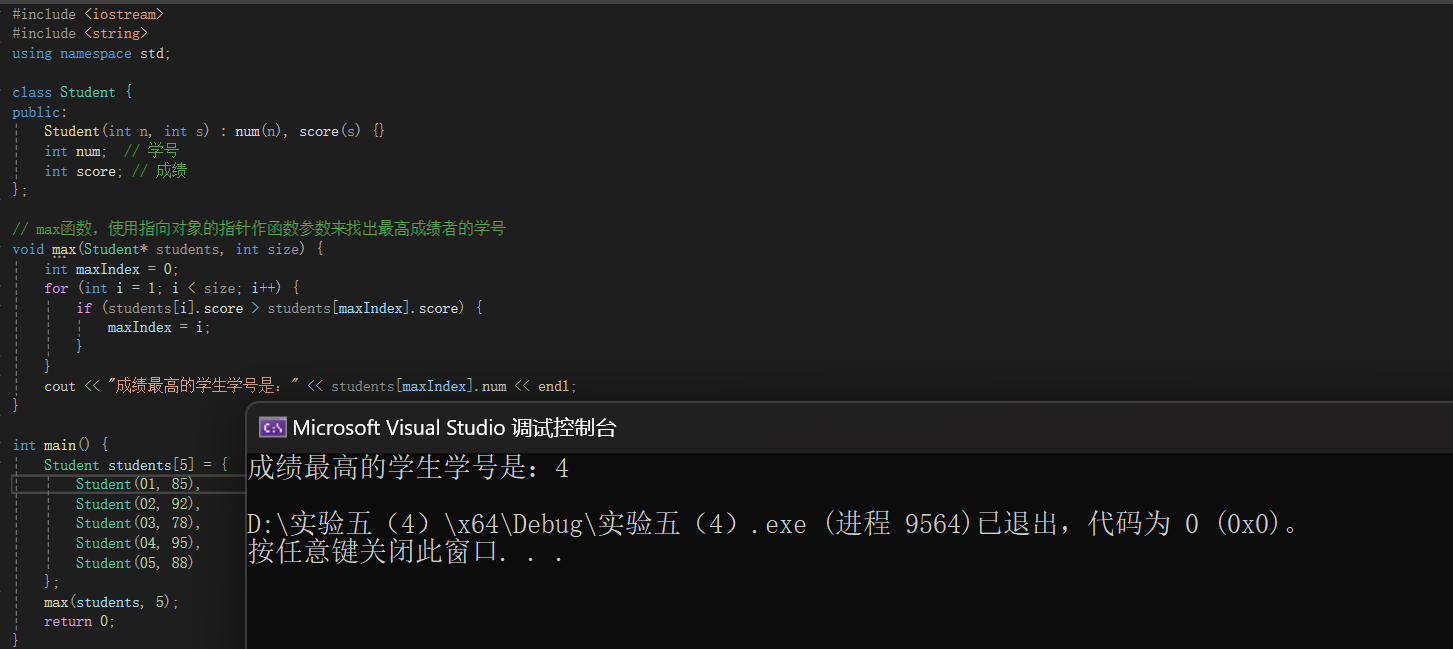 #include <iostream>
#include <string>
using namespace std;
class Student {
public:
Student(int n, int s) : num(n), score(s) {}
int num; // 学号
int score; // 成绩
};
// max函数，使用指向对象的指针作函数参数来找出最高成绩者的学号
void max(Student* students, int size) {
int maxIndex = 0;
for (int i = 1; i < size; i++) {
if (students[i].score > students[maxIndex].score) {
maxIndex = i;
}
}
cout << "成绩最高的学生学号是：" << students[maxIndex].num << endl;
}
int main() {
Student students[5] = {
Student(01, 85),
Student(02, 92),
Student(03, 78),
Student(04, 95),
Student(05, 88)
};
max(students, 5);
return 0;
}
C:\ Microsoft Visual Studio 调试控制台
成绩最高的学生学号是：4
D:\实验五（4）\x64\Debug\实验五（4）.exe (进程 9564)已退出，代码为 0 (0x0)。
按任意键关闭此窗口. . .